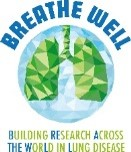 BREATHE WELL
BUILDING RESEARCH ACROSS
THE WORLD IN LUNG DISEASE